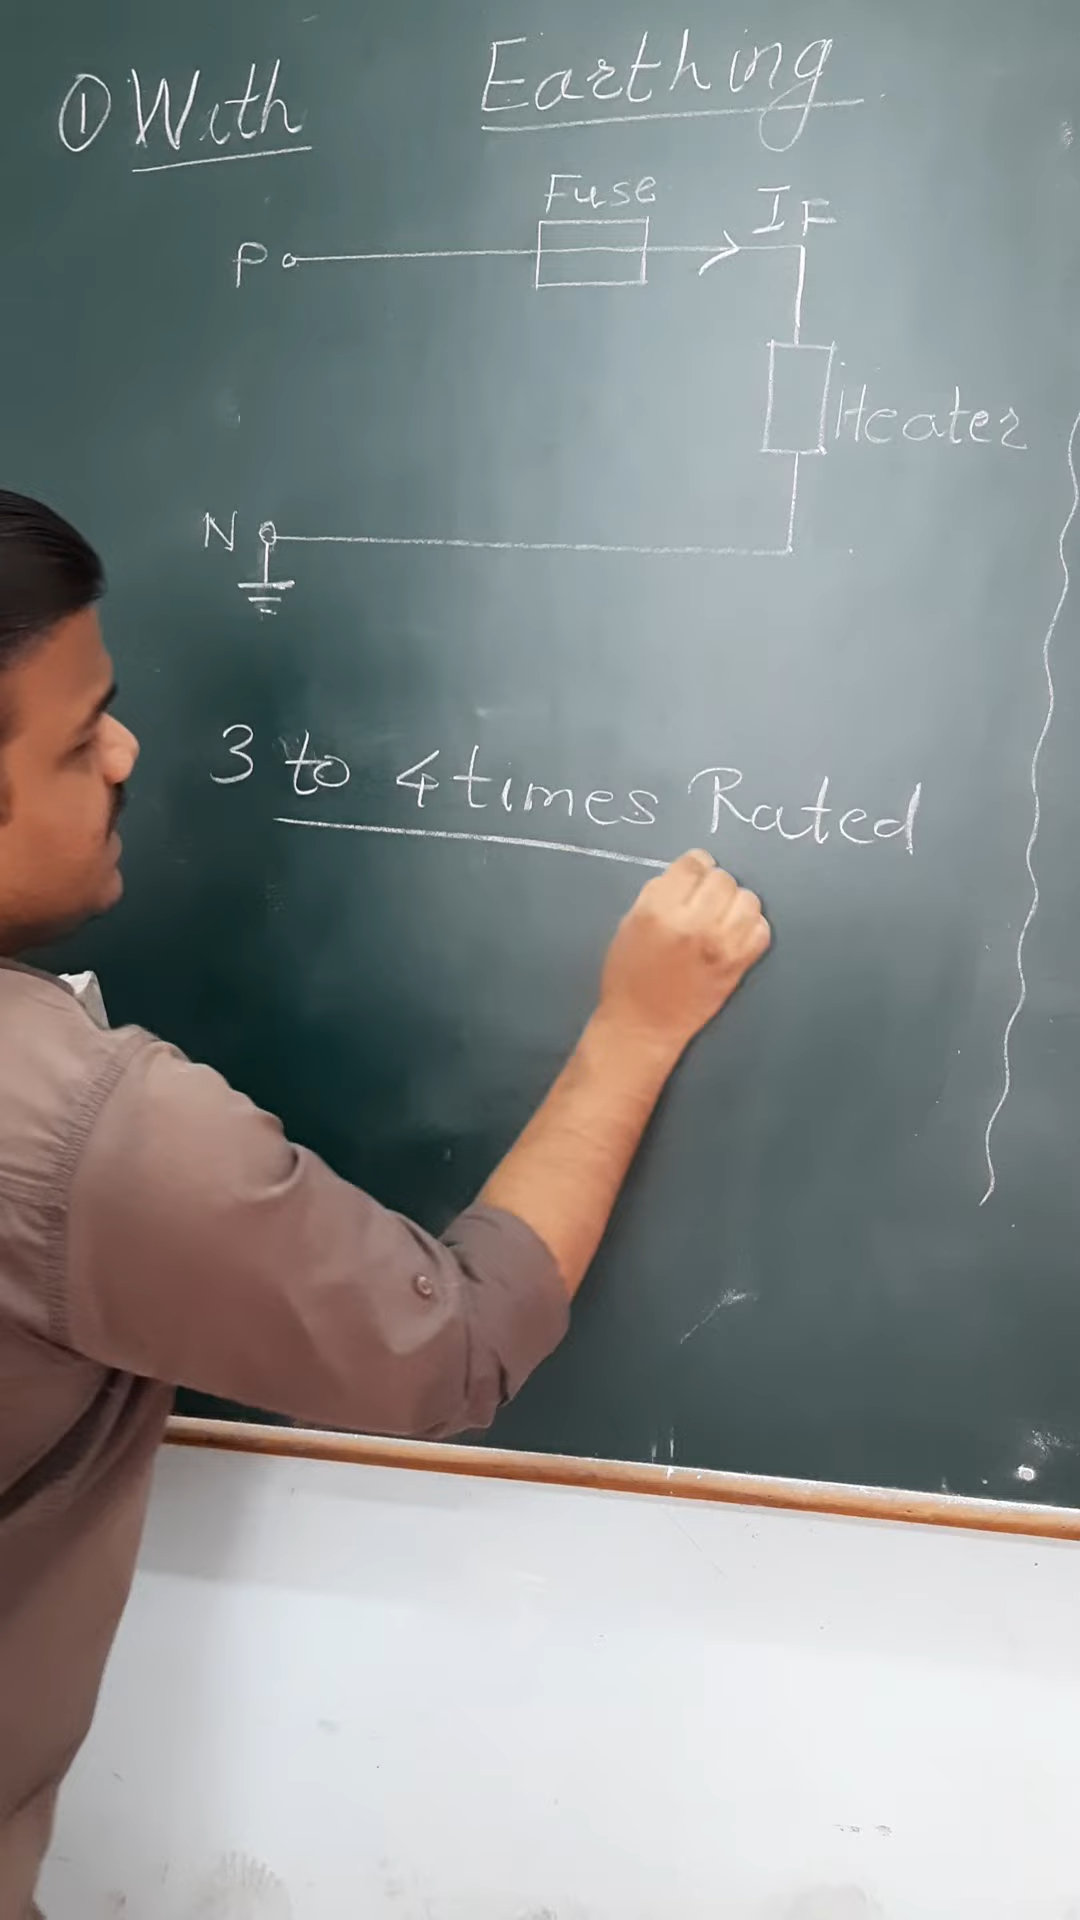 ① With Earthing
Fuse
IF
P
Heater
N
3 to 4 times Rated